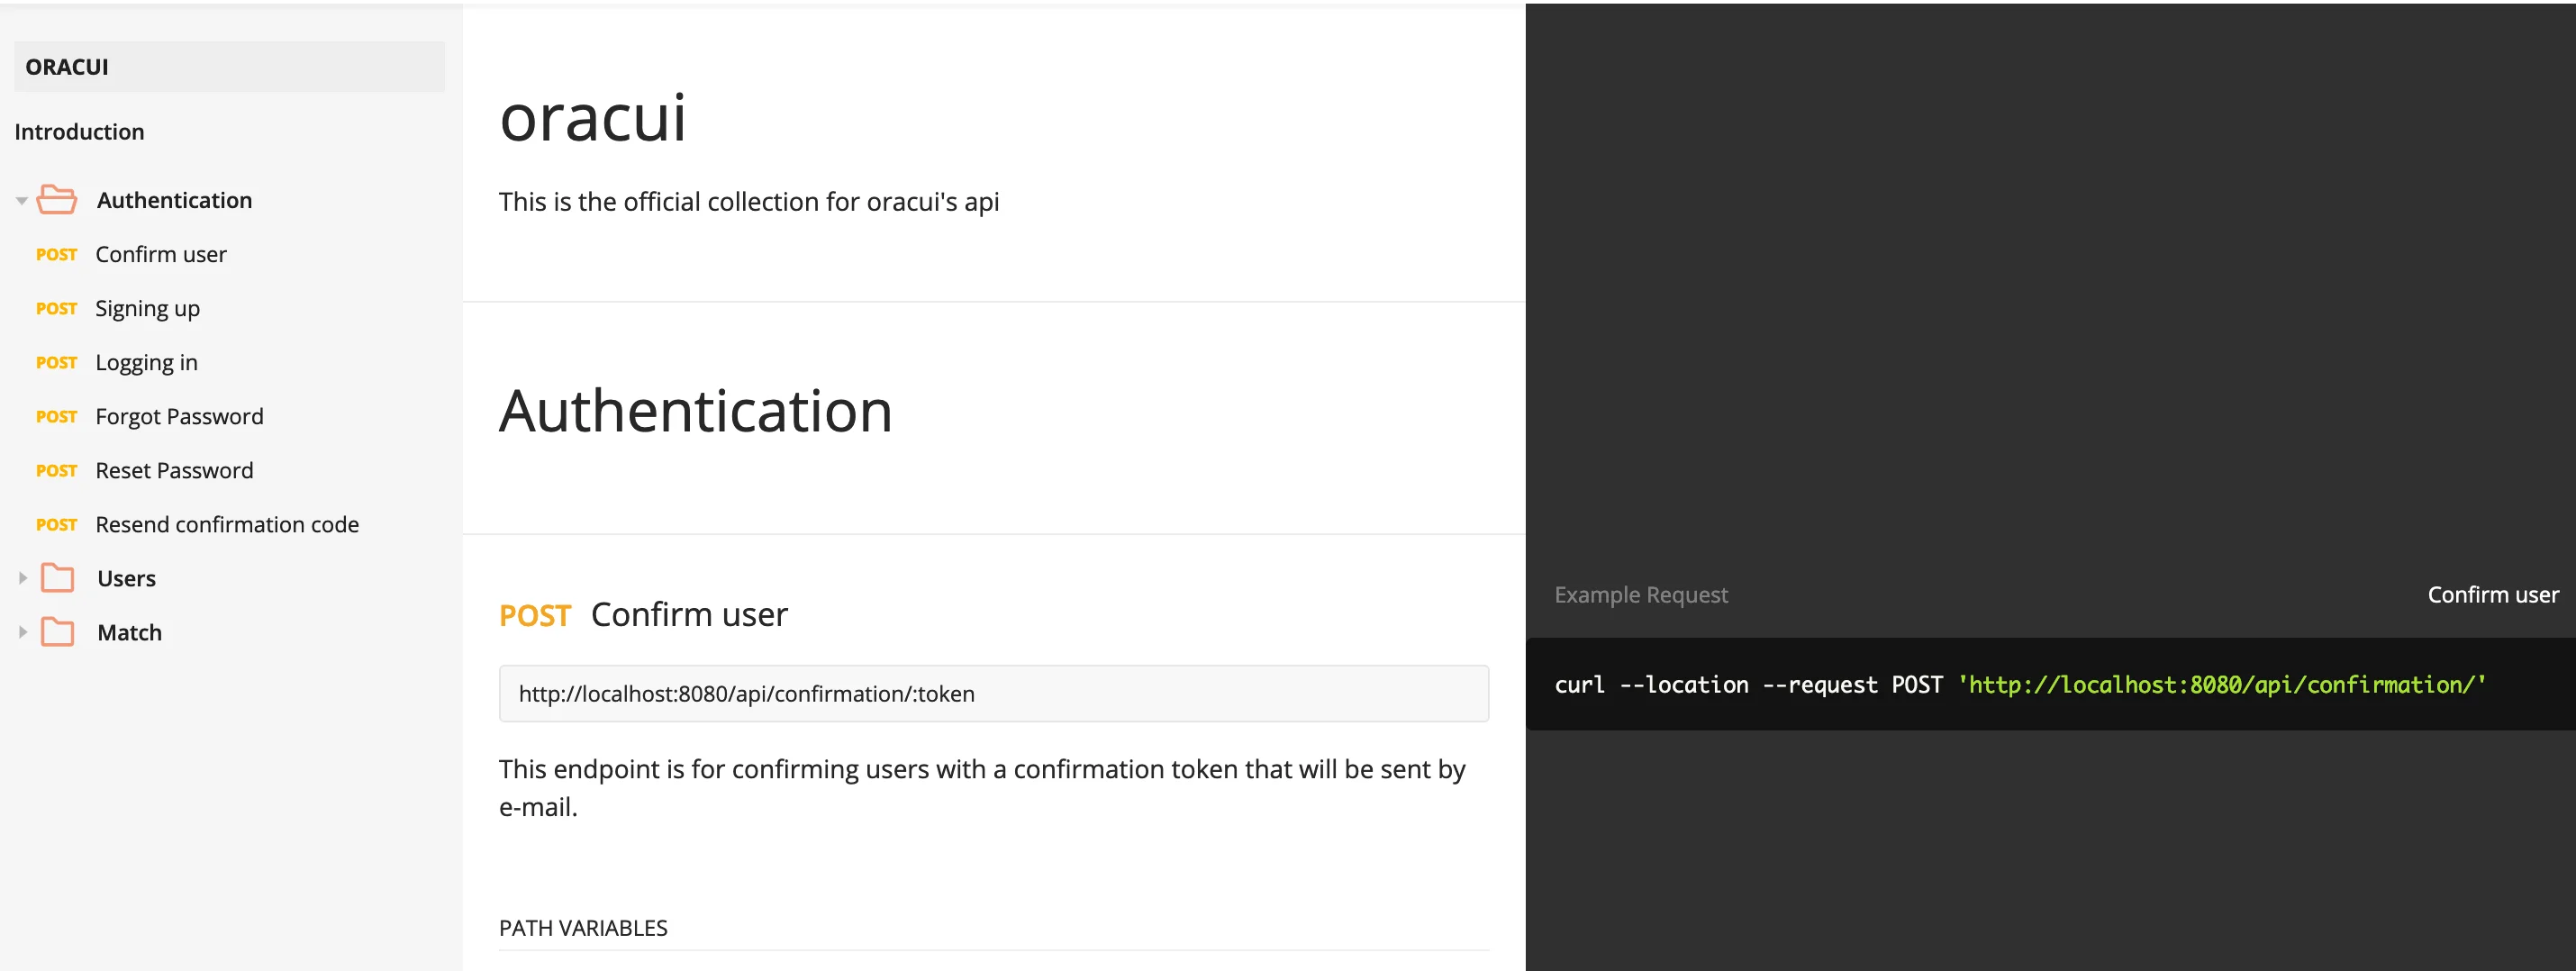 ORACUI
Introduction
Authentication
POST Confirm user
POST Signing up
POST Logging in
POST Forgot Password
POST Reset Password
POST Resend confirmation code
Users
Match
oracui
This is the official collection for oracui's api
Authentication
POST Confirm user
http://localhost:8080/api/confirmation/:token
This endpoint is for confirming users with a confirmation token that will be sent by
e-mail.
PATH VARIABLES
Example Request Confirm user
curl --location --request POST 'http://localhost:8080/api/confirmation/'